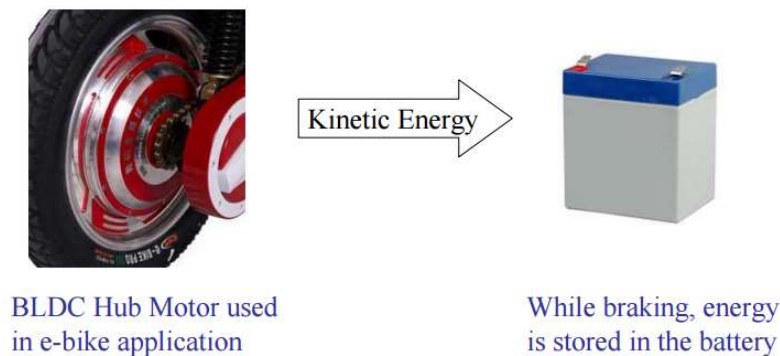 Kinetic Energy
BLDC Hub Motor used
in e-bike application
While braking, energy
is stored in the battery